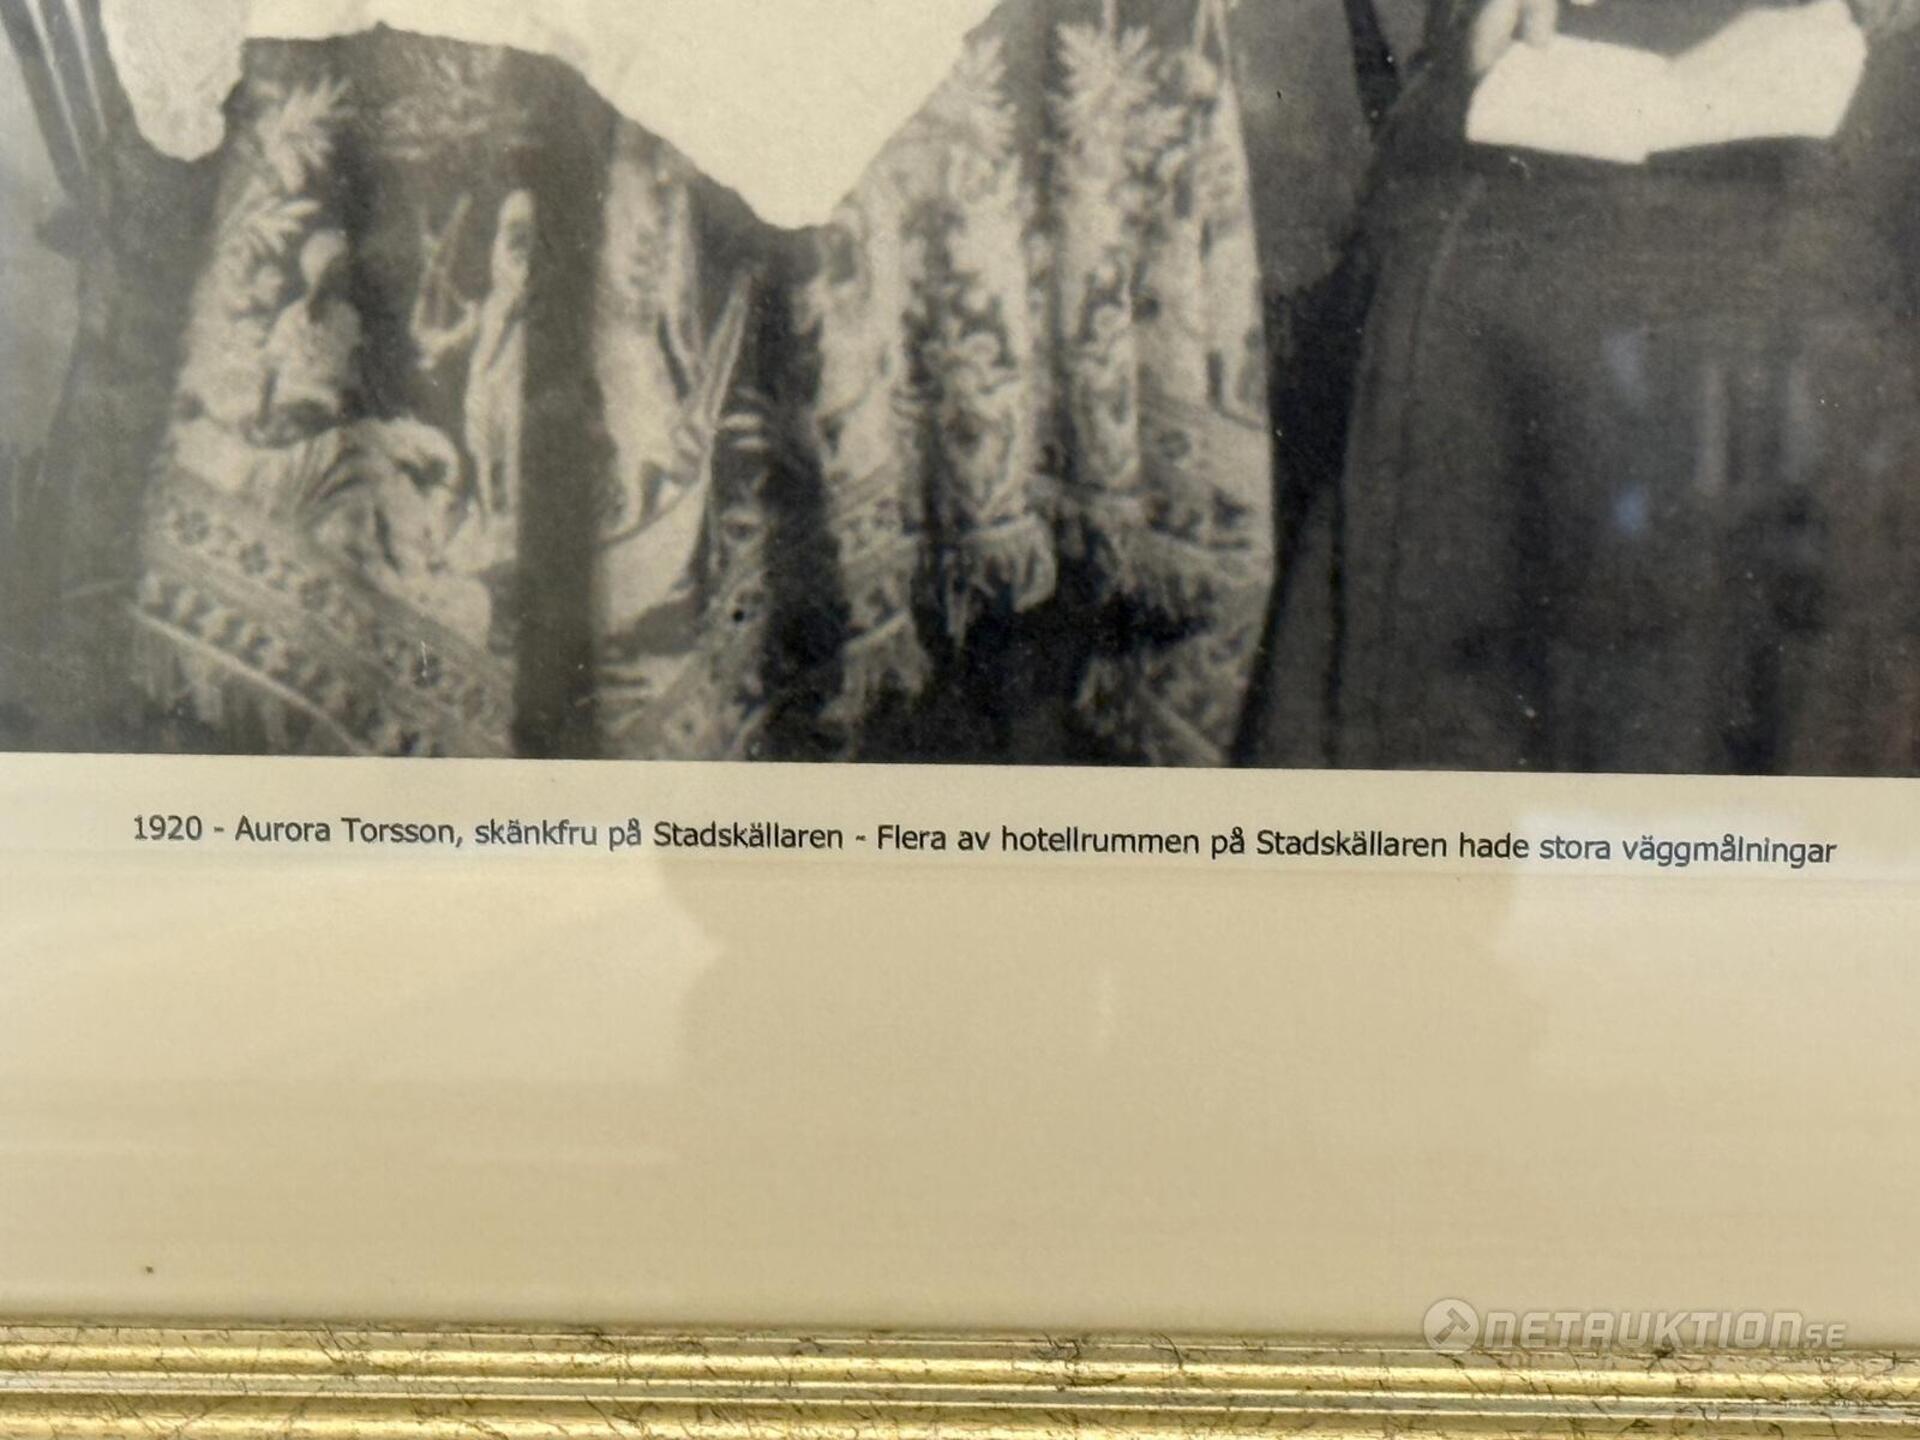 1920 - Aurora Torsson, skänkfru på Stadskällaren - Flera av hotellrummen på Stadskällaren hade stora väggmålningar
NETAUKTION.SE